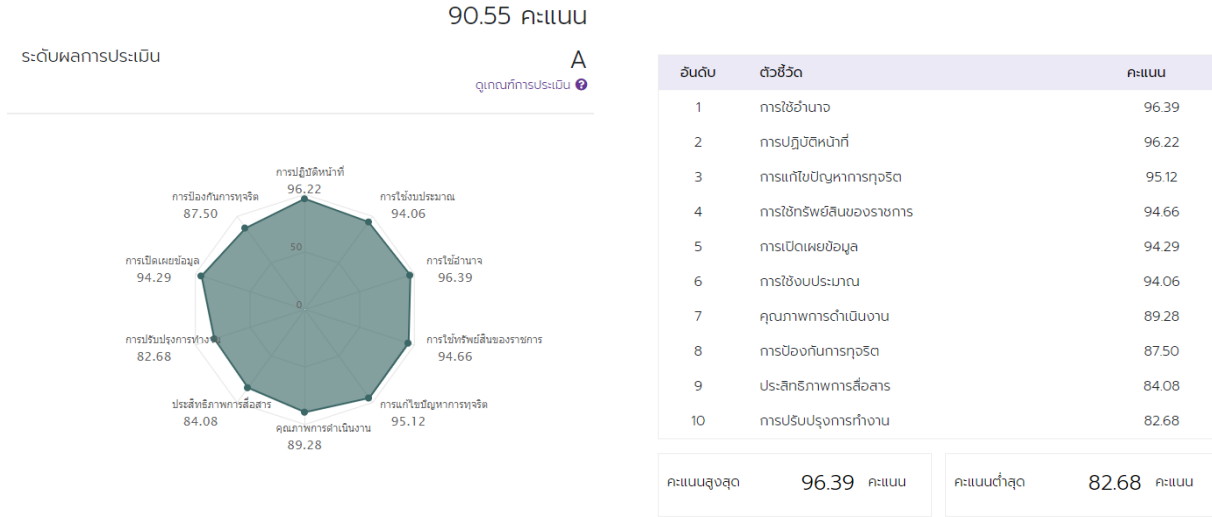 90.55 คะแนน
ระดับผลการประเมิน
A
ดูเกณฑ์การประเมิน ?
การปฏิบัติหน้าที่
96.22
การป้องกันการทุจริต
87.50
การใช้งบประมาณ
94.06
50
การเปิดเผยข้อมูล
94.29
การใช้อำนาจ
96.39
0
การปรับปรุงการทำงาน
82.68
การใช้ทรัพย์สินของราชการ
94.66
ประสิทธิภาพการสื่อสาร
84.08
การแก้ไขปัญหาการทุจริต
95.12
คุณภาพการดำเนินงาน
89.28
อันดับ ตัวชี้วัด คะแนน
1 การใช้อำนาจ 96.39
2 การปฏิบัติหน้าที่ 96.22
3 การแก้ไขปัญหาการทุจริต 95.12
4 การใช้ทรัพย์สินของราชการ 94.66
5 การเปิดเผยข้อมูล 94.29
6 การใช้งบประมาณ 94.06
7 คุณภาพการดำเนินงาน 89.28
8 การป้องกันการทุจริต 87.50
9 ประสิทธิภาพการสื่อสาร 84.08
10 การปรับปรุงการทำงาน 82.68
คะแนนสูงสุด 96.39 คะแนน
คะแนนต่ำสุด 82.68 คะแนน